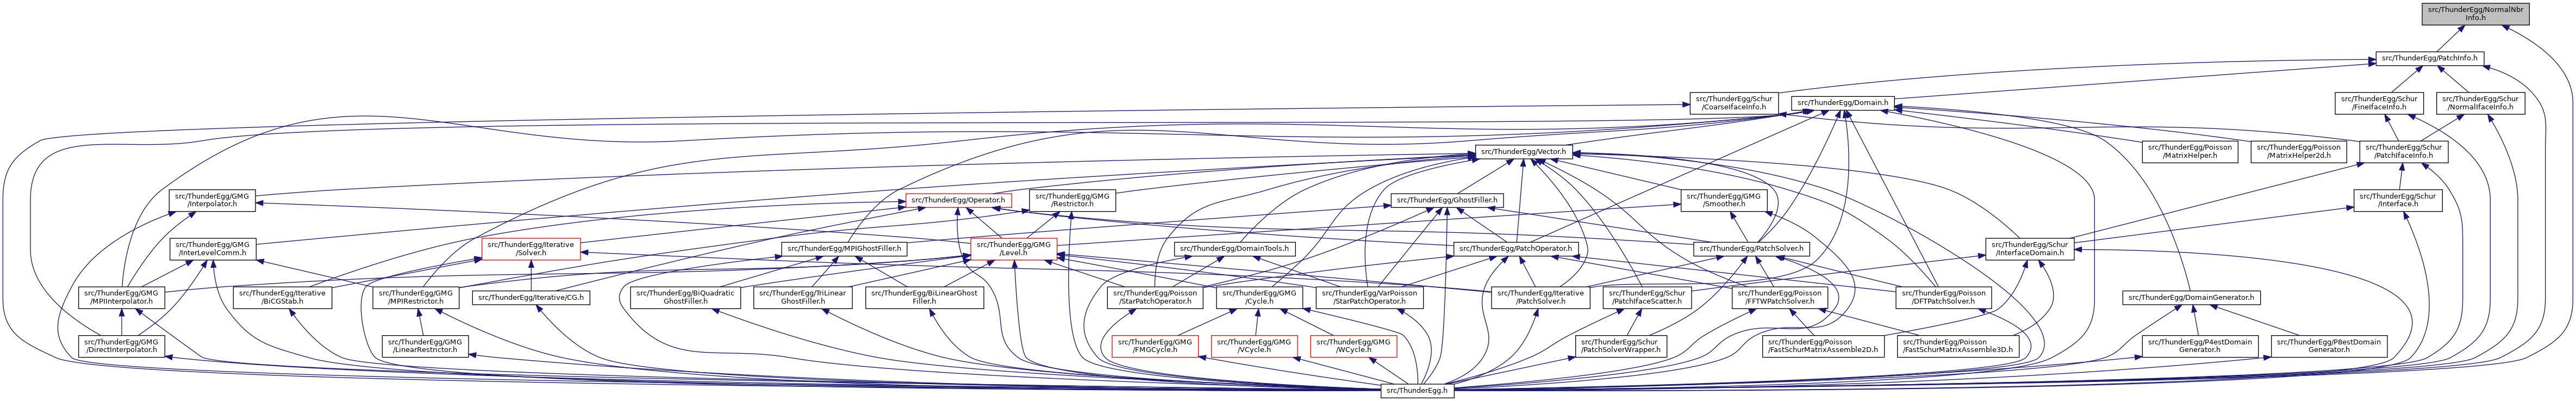 src/ThunderEgg/NormalNbr
Info.h
src/ThunderEgg/PatchInfo.h
src/ThunderEgg/Schur
/CoarseIfaceInfo.h
src/ThunderEgg/Domain.h
src/ThunderEgg/Schur
/FineIfaceInfo.h
src/ThunderEgg/Schur
/NormalIfaceInfo.h
src/ThunderEgg/Vector.h
src/ThunderEgg/Poisson
/MatrixHelper.h
src/ThunderEgg/Poisson
/MatrixHelper2d.h
src/ThunderEgg/Schur
/PatchIfaceInfo.h
src/ThunderEgg/GMG
/Interpolator.h
src/ThunderEgg/Operator.h
src/ThunderEgg/GMG
/Restrictor.h
src/ThunderEgg/GhostFiller.h
src/ThunderEgg/GMG
/Smoother.h
src/ThunderEgg/Schur
/Interface.h
src/ThunderEgg/GMG
/InterLevelComm.h
src/ThunderEgg/Iterative
/Solver.h
src/ThunderEgg/MPIGhostFiller.h
src/ThunderEgg/GMG
/Level.h
src/ThunderEgg/DomainTools.h
src/ThunderEgg/PatchOperator.h
src/ThunderEgg/PatchSolver.h
src/ThunderEgg/Schur
/InterfaceDomain.h
src/ThunderEgg/GMG
/MPIInterpolator.h
src/ThunderEgg/Iterative
/BiCGStab.h
src/ThunderEgg/GMG
/MPIRestrictor.h
src/ThunderEgg/Iterative/CG.h
src/ThunderEgg/BiQuadratic
GhostFiller.h
src/ThunderEgg/TriLinear
GhostFiller.h
src/ThunderEgg/BiLinearGhost
Filler.h
src/ThunderEgg/Poisson
/StarPatchOperator.h
src/ThunderEgg/GMG
/Cycle.h
src/ThunderEgg/VarPoisson
/StarPatchOperator.h
src/ThunderEgg/Iterative
/PatchSolver.h
src/ThunderEgg/Schur
/PatchIfaceScatter.h
src/ThunderEgg/Poisson
/FFTWPatchSolver.h
src/ThunderEgg/Poisson
/DFTPatchSolver.h
src/ThunderEgg/DomainGenerator.h
src/ThunderEgg/GMG
/DirectInterpolator.h
src/ThunderEgg/GMG
/LinearRestrictor.h
src/ThunderEgg/GMG
/FMGCycle.h
src/ThunderEgg/GMG
/VCycle.h
src/ThunderEgg/GMG
/WCycle.h
src/ThunderEgg/Schur
/PatchSolverWrapper.h
src/ThunderEgg/Poisson
/FastSchurMatrixAssemble2D.h
src/ThunderEgg/Poisson
/FastSchurMatrixAssemble3D.h
src/ThunderEgg/P4estDomain
Generator.h
src/ThunderEgg/P8estDomain
Generator.h
src/ThunderEgg.h